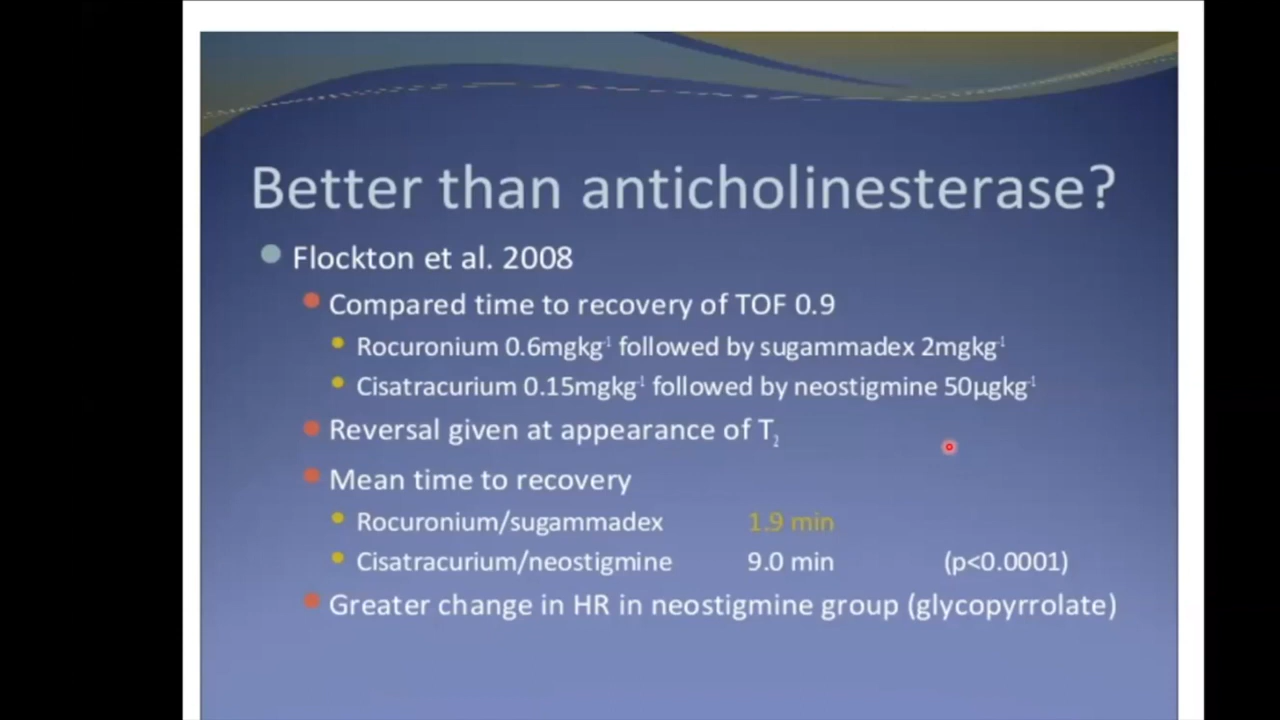 Better than anticholinesterase?
Flockton et al. 2008
Compared time to recovery of TOF 0.9
Rocuronium 0.6mgkg⁻¹ followed by sugammadex 2mgkg⁻¹
Cisatracurium 0.15mgkg⁻¹ followed by neostigmine 50µgkg⁻¹
Reversal given at appearance of T₂
Mean time to recovery
Rocuronium/sugammadex 1.9 min
Cisatracurium/neostigmine 9.0 min (p<0.0001)
Greater change in HR in neostigmine group (glycopyrrolate)